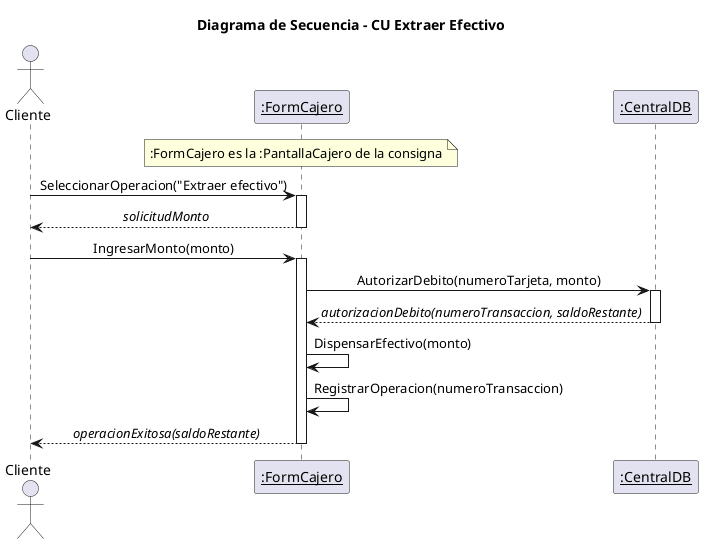 Diagrama de Secuencia - CU Extraer Efectivo
Cliente
:FormCajero
:CentralDB
:FormCajero es la :PantallaCajero de la consigna
SeleccionarOperacion("Extraer efectivo")
solicitudMonto
IngresarMonto(monto)
AutorizarDebito(numeroTarjeta, monto)
autorizacionDebito(numeroTransaccion, saldoRestante)
DispensarEfectivo(monto)
RegistrarOperacion(numeroTransaccion)
operacionExitosa(saldoRestante)
Cliente
:FormCajero
:CentralDB